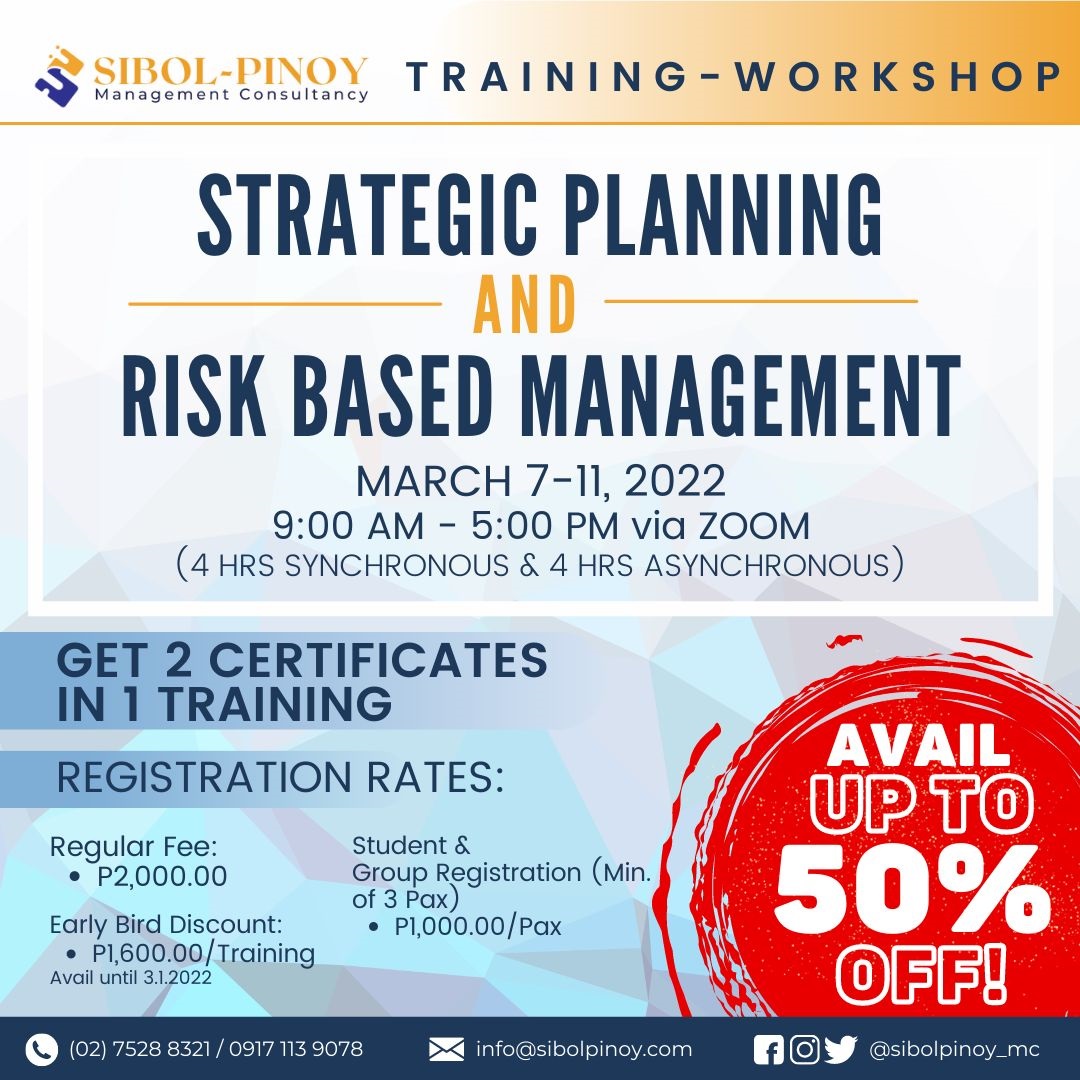 SIBOL-PINOY
Management Consultancy
TRAINING-WORKSHOP
STRATEGIC PLANNING
AND
RISK BASED MANAGEMENT
MARCH 7-11, 2022
9:00 AM - 5:00 PM via ZOOM
(4 HRS SYNCHRONOUS & 4 HRS ASYNCHRONOUS)
GET 2 CERTIFICATES
IN 1 TRAINING
REGISTRATION RATES:
Regular Fee:
• P2,000.00
Early Bird Discount:
• P1,600.00/Training
Avail until 3.1.2022
Student &
Group Registration (Min.
of 3 Pax)
• P1,000.00/Pax
AVAIL
UP TO
50%
OFF!
(02) 7528 8321 / 0917 113 9078
info@sibolpinoy.com
@sibolpinoy_mc